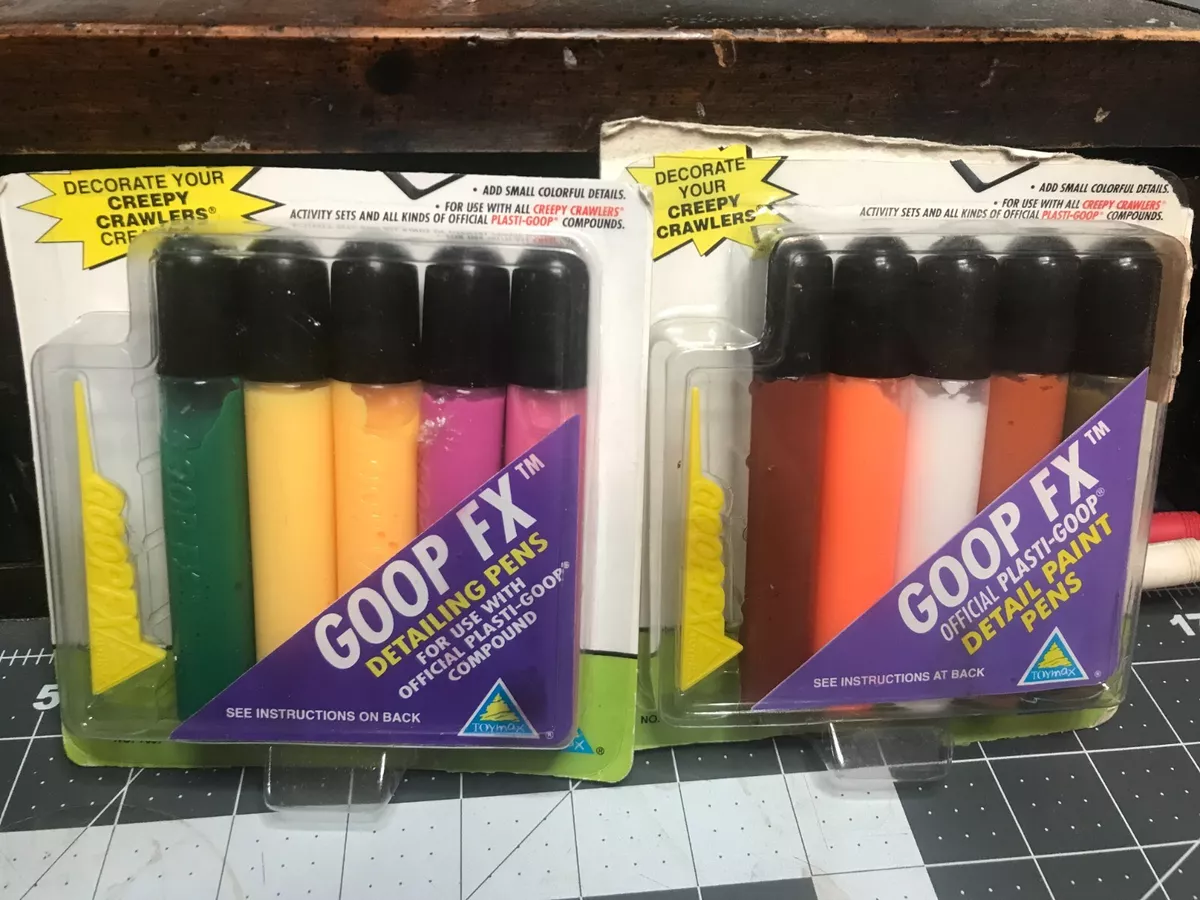 DECORATE YOUR
CREEPY
CRAWLERS®
• ADD SMALL COLORFUL DETAILS.
• FOR USE WITH ALL CREEPY CRAWLERS®
ACTIVITY SETS AND ALL KINDS OF OFFICIAL PLASTI-GOOP® COMPOUNDS.
GOOP FX™
DETAILING PENS
FOR USE WITH
OFFICIAL PLASTI-GOOP®
COMPOUND
SEE INSTRUCTIONS ON BACK
TOYMAX®
DECORATE
YOUR
CREEPY
CRAWLERS®
• ADD SMALL COLORFUL DETAILS.
• FOR USE WITH ALL CREEPY CRAWLERS®
ACTIVITY SETS AND ALL KINDS OF OFFICIAL PLASTI-GOOP® COMPOUNDS.
GOOP FX™
OFFICIAL PLASTI-GOOP®
DETAIL PAINT
PENS
SEE INSTRUCTIONS AT BACK
TOYMAX®
NO.
5